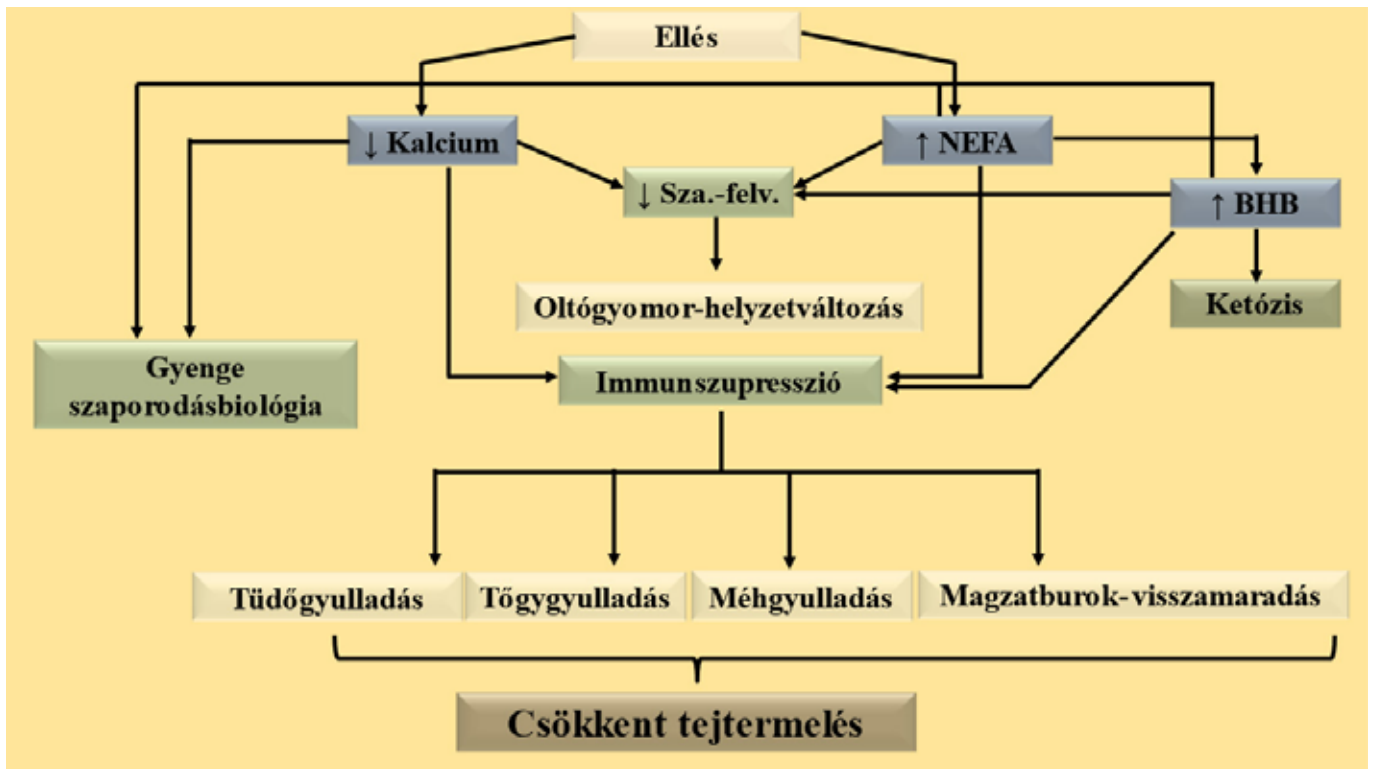 Ellés
↓ Kalcium
↑ NEFA
↓ Sza.-felv.
↑ BHB
Oltógyomor-helyzetváltozás
Ketózis
Gyenge
szaporodásbiológia
Immunszupresszió
Tüdőgyulladás
Tőgygyulladás
Méhgyulladás
Magzatburok-visszamaradás
Csökkent tejtermelés